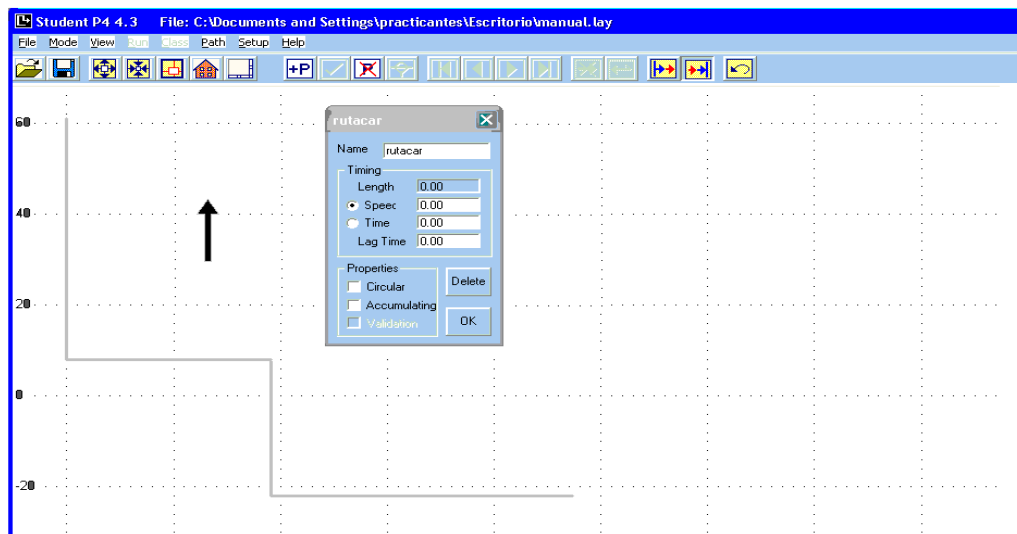 Student P4 4.3 File: C:\Documents and Settings\practicantes\Escritorio\manual.lay
File Mode View Run Class Path Setup Help
+P R
60
40
20
0
-20
rutacar
Name rutacar
Timing
Length 0.00
Speec 0.00
Time 0.00
Lag Time 0.00
Properties
Circular
Accumulating
Validation
Delete
OK